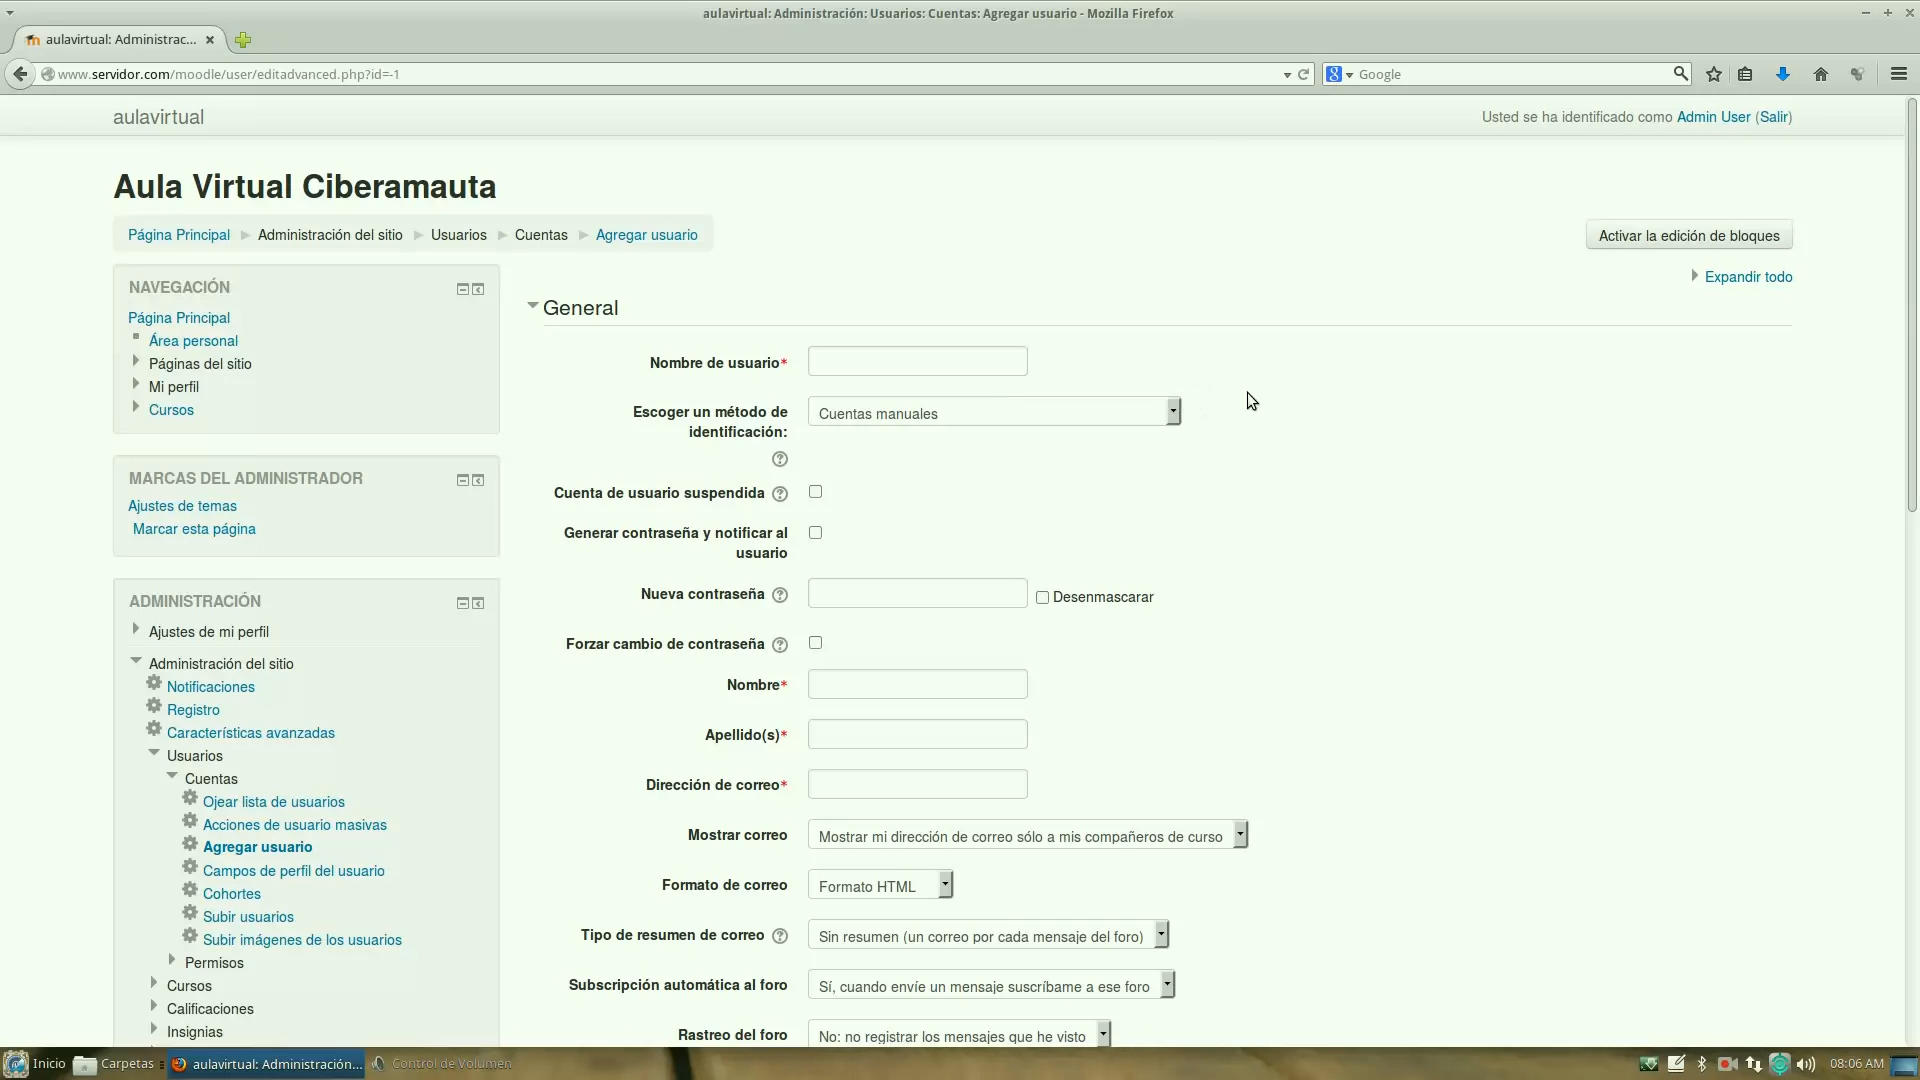 aulavirtual: Administración: Usuarios: Cuentas: Agregar usuario - Mozilla Firefox
aulavirtual: Administrac...
www.servidor.com/moodle/user/editadvanced.php?id=-1
Google
aulavirtual
Usted se ha identificado como Admin User (Salir)
Aula Virtual Ciberamauta
Página Principal Administración del sitio Usuarios Cuentas Agregar usuario
Activar la edición de bloques
Expandir todo
NAVEGACIÓN
Página Principal
Área personal
Páginas del sitio
Mi perfil
Cursos
MARCAS DEL ADMINISTRADOR
Ajustes de temas
Marcar esta página
ADMINISTRACIÓN
Ajustes de mi perfil
Administración del sitio
Notificaciones
Registro
Características avanzadas
Usuarios
Cuentas
Ojear lista de usuarios
Acciones de usuario masivas
Agregar usuario
Campos de perfil del usuario
Cohortes
Subir usuarios
Subir imágenes de los usuarios
Permisos
Cursos
Calificaciones
Insignias
General
Nombre de usuario*
Escoger un método de
identificación:
Cuentas manuales
Cuenta de usuario suspendida
Generar contraseña y notificar al
usuario
Nueva contraseña
Desenmascarar
Forzar cambio de contraseña
Nombre*
Apellido(s)*
Dirección de correo*
Mostrar correo
Mostrar mi dirección de correo sólo a mis compañeros de curso
Formato de correo
Formato HTML
Tipo de resumen de correo
Sin resumen (un correo por cada mensaje del foro)
Subscripción automática al foro
Sí, cuando envíe un mensaje suscríbame a ese foro
Rastreo del foro
No: no registrar los mensajes que he visto
Inicio
Carpetas
aulavirtual: Administración...
Control de Volumen
08:06 AM